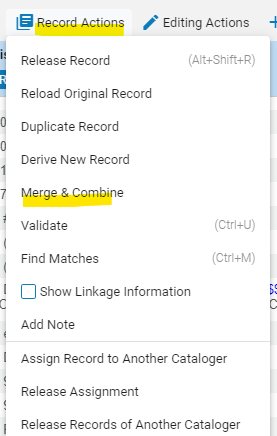 Record Actions Editing Actions
Release Record (Alt+Shift+R)
Reload Original Record
Duplicate Record
Derive New Record
Merge & Combine
Validate (Ctrl+U)
Find Matches (Ctrl+M)
Show Linkage Information
Add Note
Assign Record to Another Cataloger
Release Assignment
Release Records of Another Cataloger